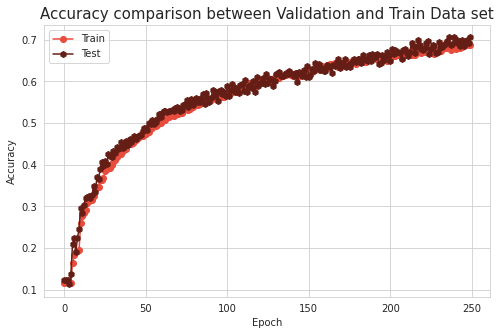 Accuracy comparison between Validation and Train Data set
Train
Test
0.7
0.6
0.5
0.4
0.3
0.2
0.1
Accuracy
0
50
100
150
200
250
Epoch